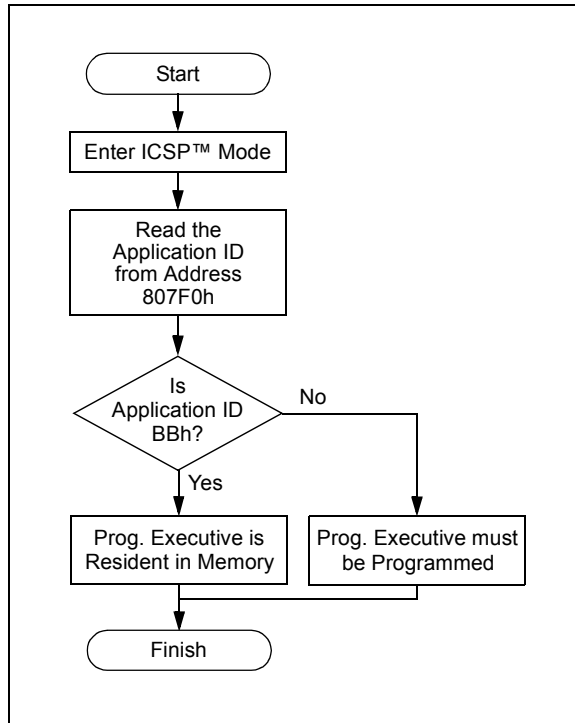 Start
Enter ICSP™ Mode
Read the
Application ID
from Address
807F0h
Is
Application ID
BBh?
No
Yes
Prog. Executive is
Resident in Memory
Prog. Executive must
be Programmed
Finish